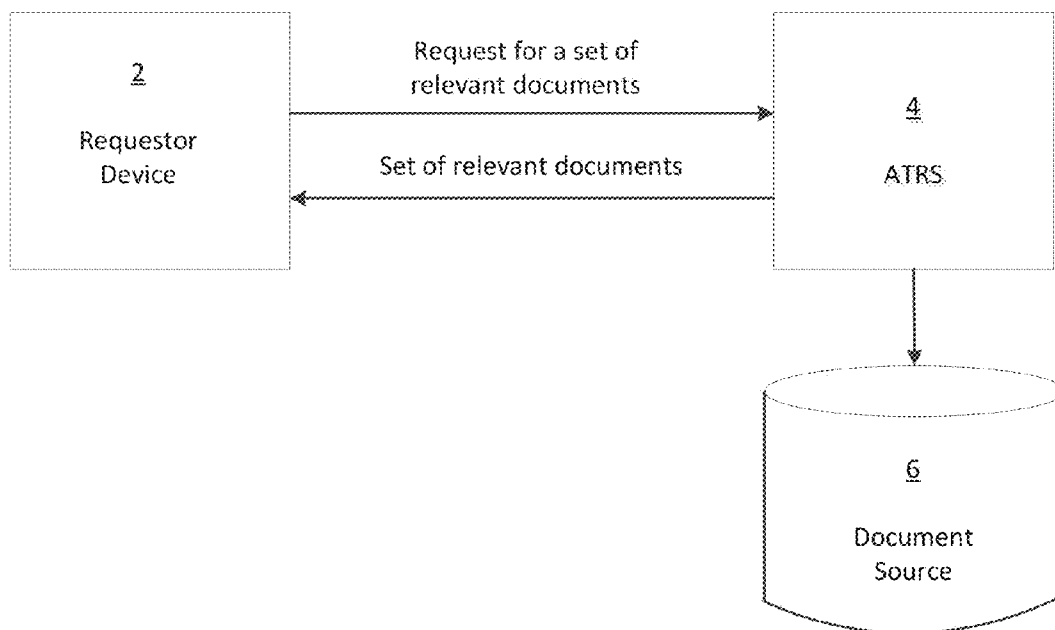 2
Requestor
Device
Request for a set of
relevant documents
Set of relevant documents
4
ATRS
6
Document
Source